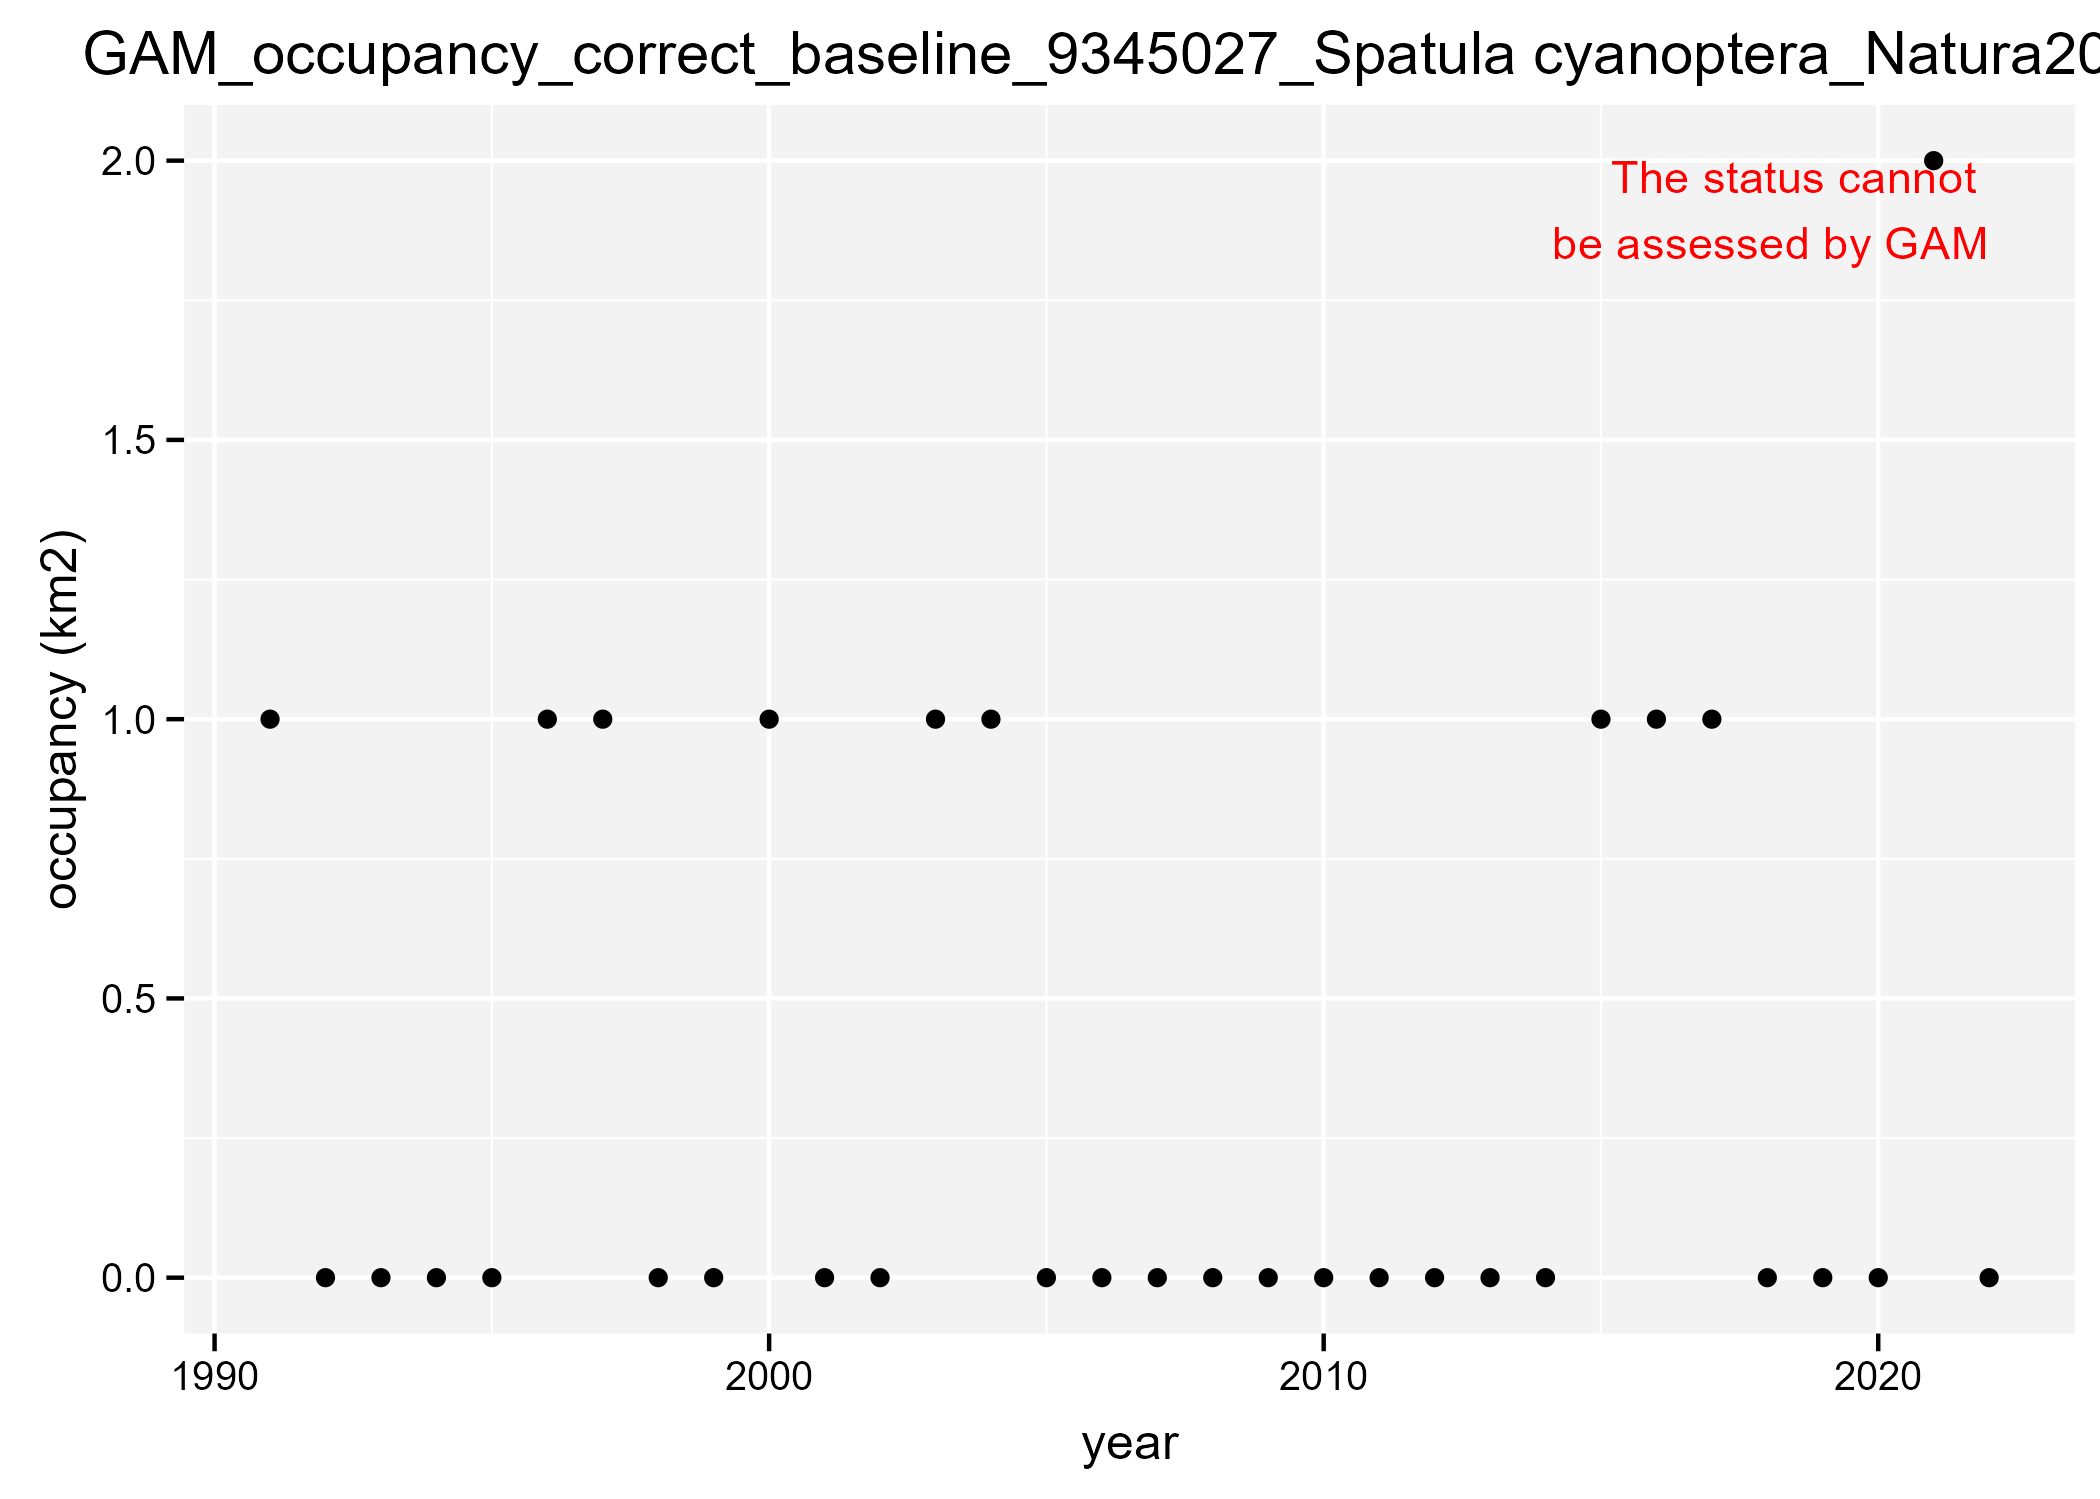 GAM_occupancy_correct_baseline_9345027_Spatula cyanoptera_Natura20
2.0
The status cannot
be assessed by GAM
1.5
occupancy (km2)
1.0
0.5
0.0
1990 2000 2010 2020
year